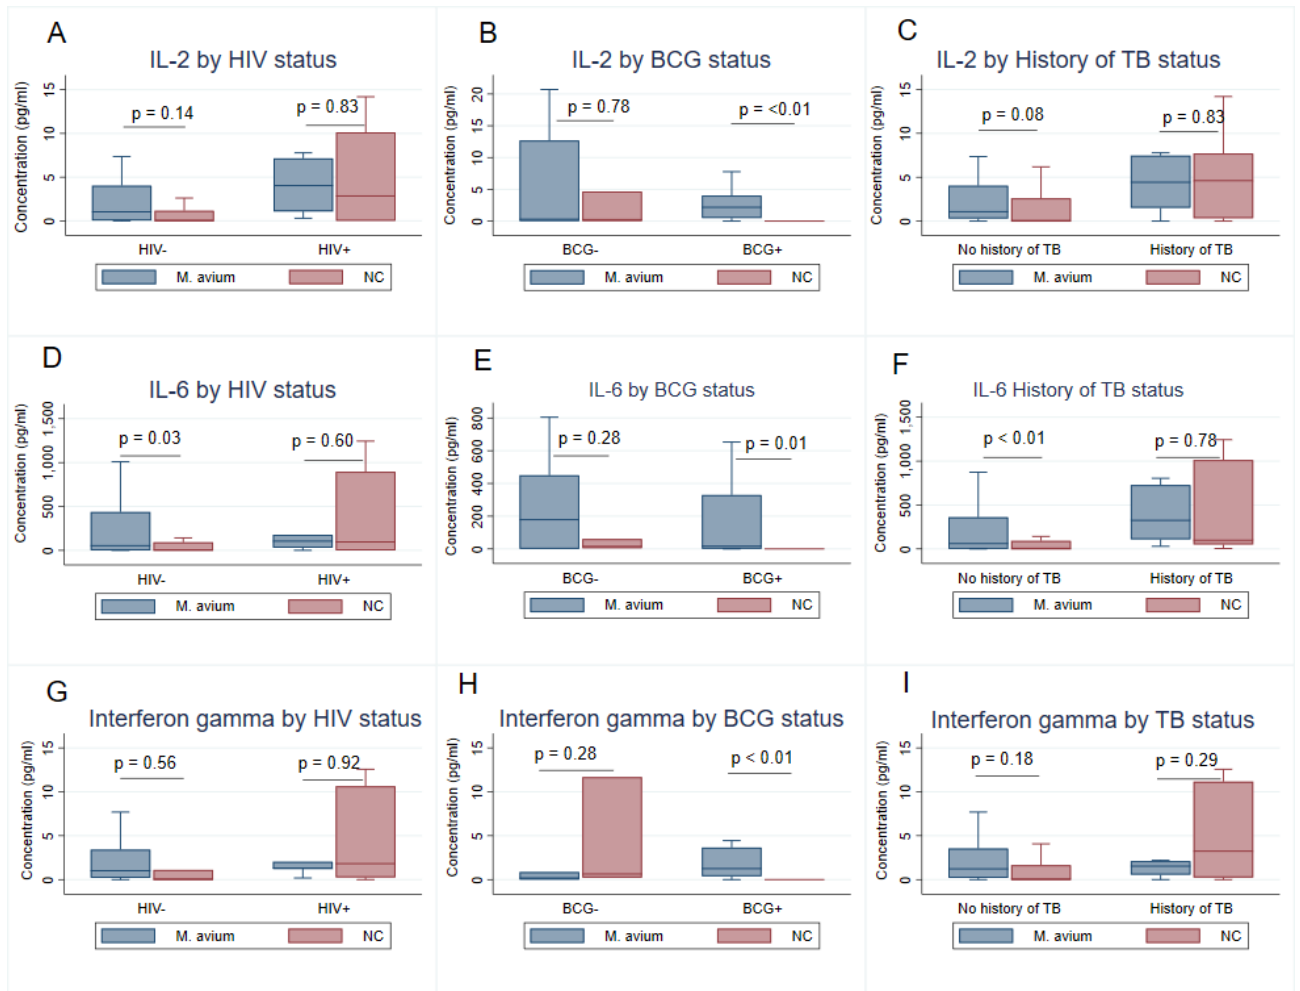 A
IL-2 by HIV status
Concentration (pg/ml)
15
10
5
0
p = 0.14
p = 0.83
HIV-
HIV+
M. avium
NC
B
IL-2 by BCG status
Concentration (pg/ml)
20
15
10
5
0
p = 0.78
p = <0.01
BCG-
BCG+
M. avium
NC
C
IL-2 by History of TB status
Concentration (pg/ml)
15
10
5
0
p = 0.08
p = 0.83
No history of TB
History of TB
M. avium
NC
D
IL-6 by HIV status
Concentration (pg/ml)
1,500
1,000
500
0
p = 0.03
p = 0.60
HIV-
HIV+
M. avium
NC
E
IL-6 by BCG status
Concentration (pg/ml)
800
600
400
200
0
p = 0.28
p = 0.01
BCG-
BCG+
M. avium
NC
F
IL-6 History of TB status
Concentration (pg/ml)
1,500
1,000
500
0
p < 0.01
p = 0.78
No history of TB
History of TB
M. avium
NC
G
Interferon gamma by HIV status
Concentration (pg/ml)
15
10
5
0
p = 0.56
p = 0.92
HIV-
HIV+
M. avium
NC
H
Interferon gamma by BCG status
Concentration (pg/ml)
15
10
5
0
p = 0.28
p < 0.01
BCG-
BCG+
M. avium
NC
I
Interferon gamma by TB status
Concentration (pg/ml)
15
10
5
0
p = 0.18
p = 0.29
No history of TB
History of TB
M. avium
NC